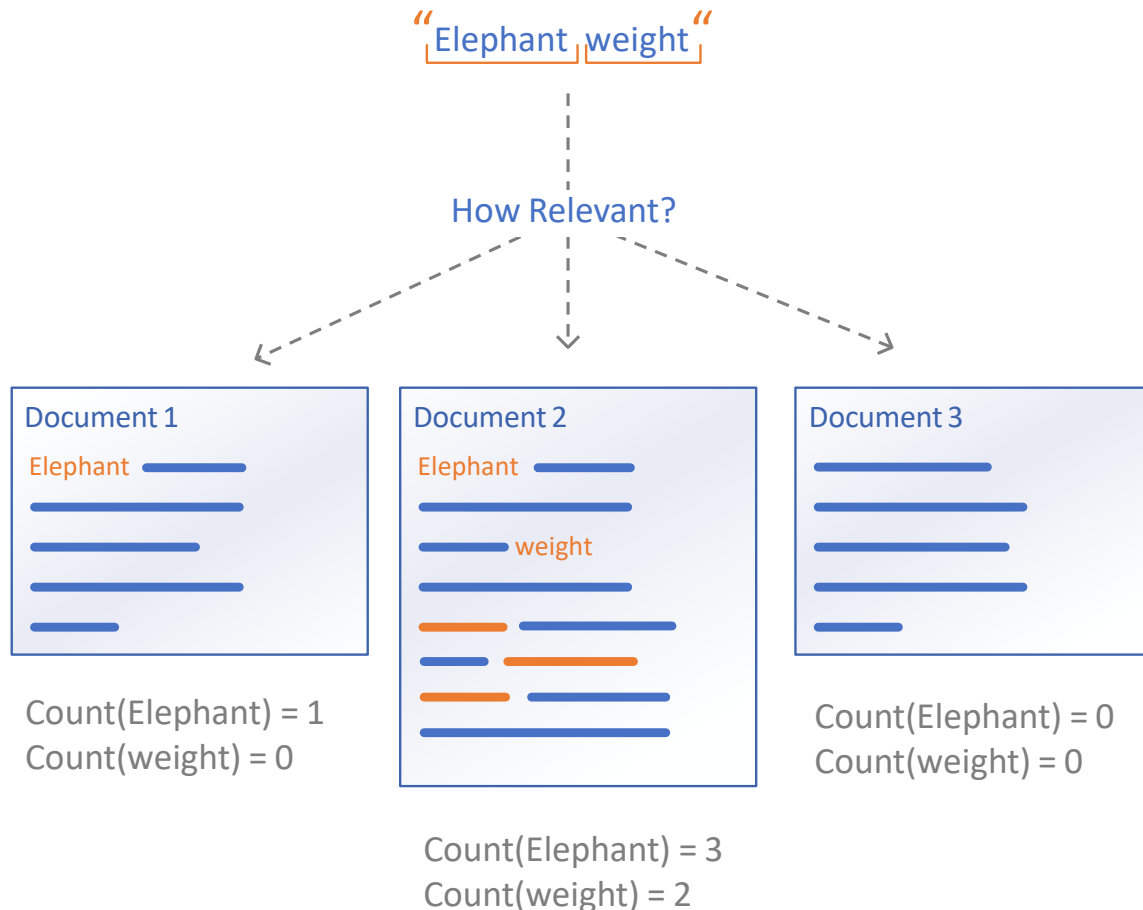 “Elephant weight“
How Relevant?
Document 1
Elephant
Count(Elephant) = 1
Count(weight) = 0
Document 2
Elephant
weight
Count(Elephant) = 3
Count(weight) = 2
Document 3
Count(Elephant) = 0
Count(weight) = 0